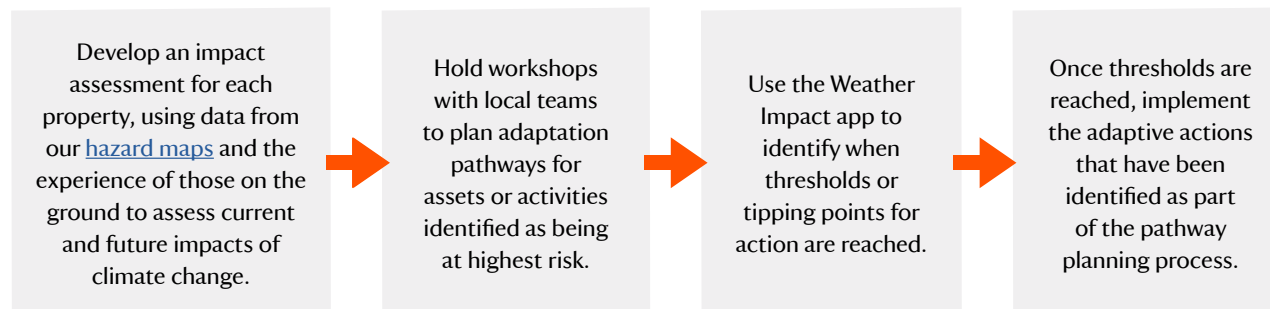 Develop an impact
assessment for each
property, using data from
our hazard maps and the
experience of those on the
ground to assess current
and future impacts of
climate change.
Hold workshops
with local teams
to plan adaptation
pathways for
assets or activities
identified as being
at highest risk.
Use the Weather
Impact app to
identify when
thresholds or
tipping points for
action are reached.
Once thresholds are
reached, implement
the adaptive actions
that have been
identified as part
of the pathway
planning process.